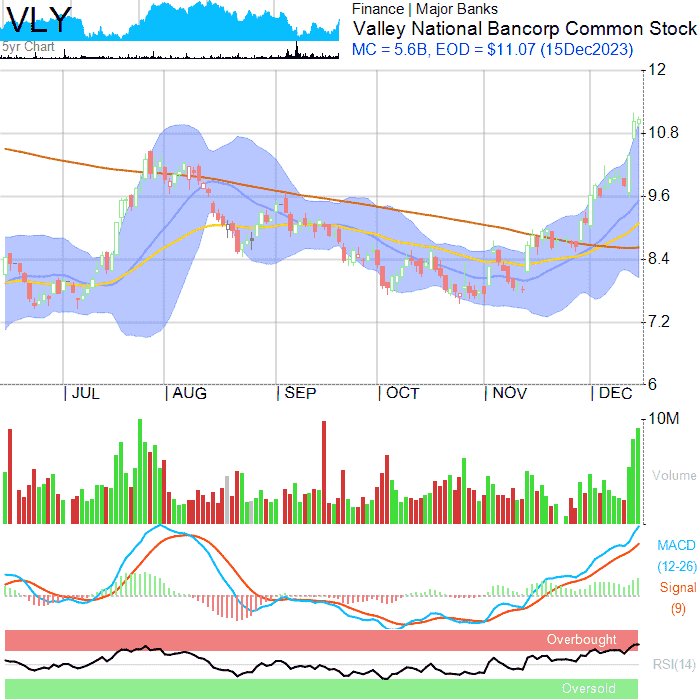 VLY
5yr Chart
Finance | Major Banks
Valley National Bancorp Common Stock
MC = 5.6B, EOD = $11.07 (15Dec2023)
12
10.8
9.6
8.4
7.2
6
JUL AUG SEP OCT NOV DEC
10M
Volume
MACD
(12-26)
Signal
(9)
Overbought
RSI(14)
Oversold